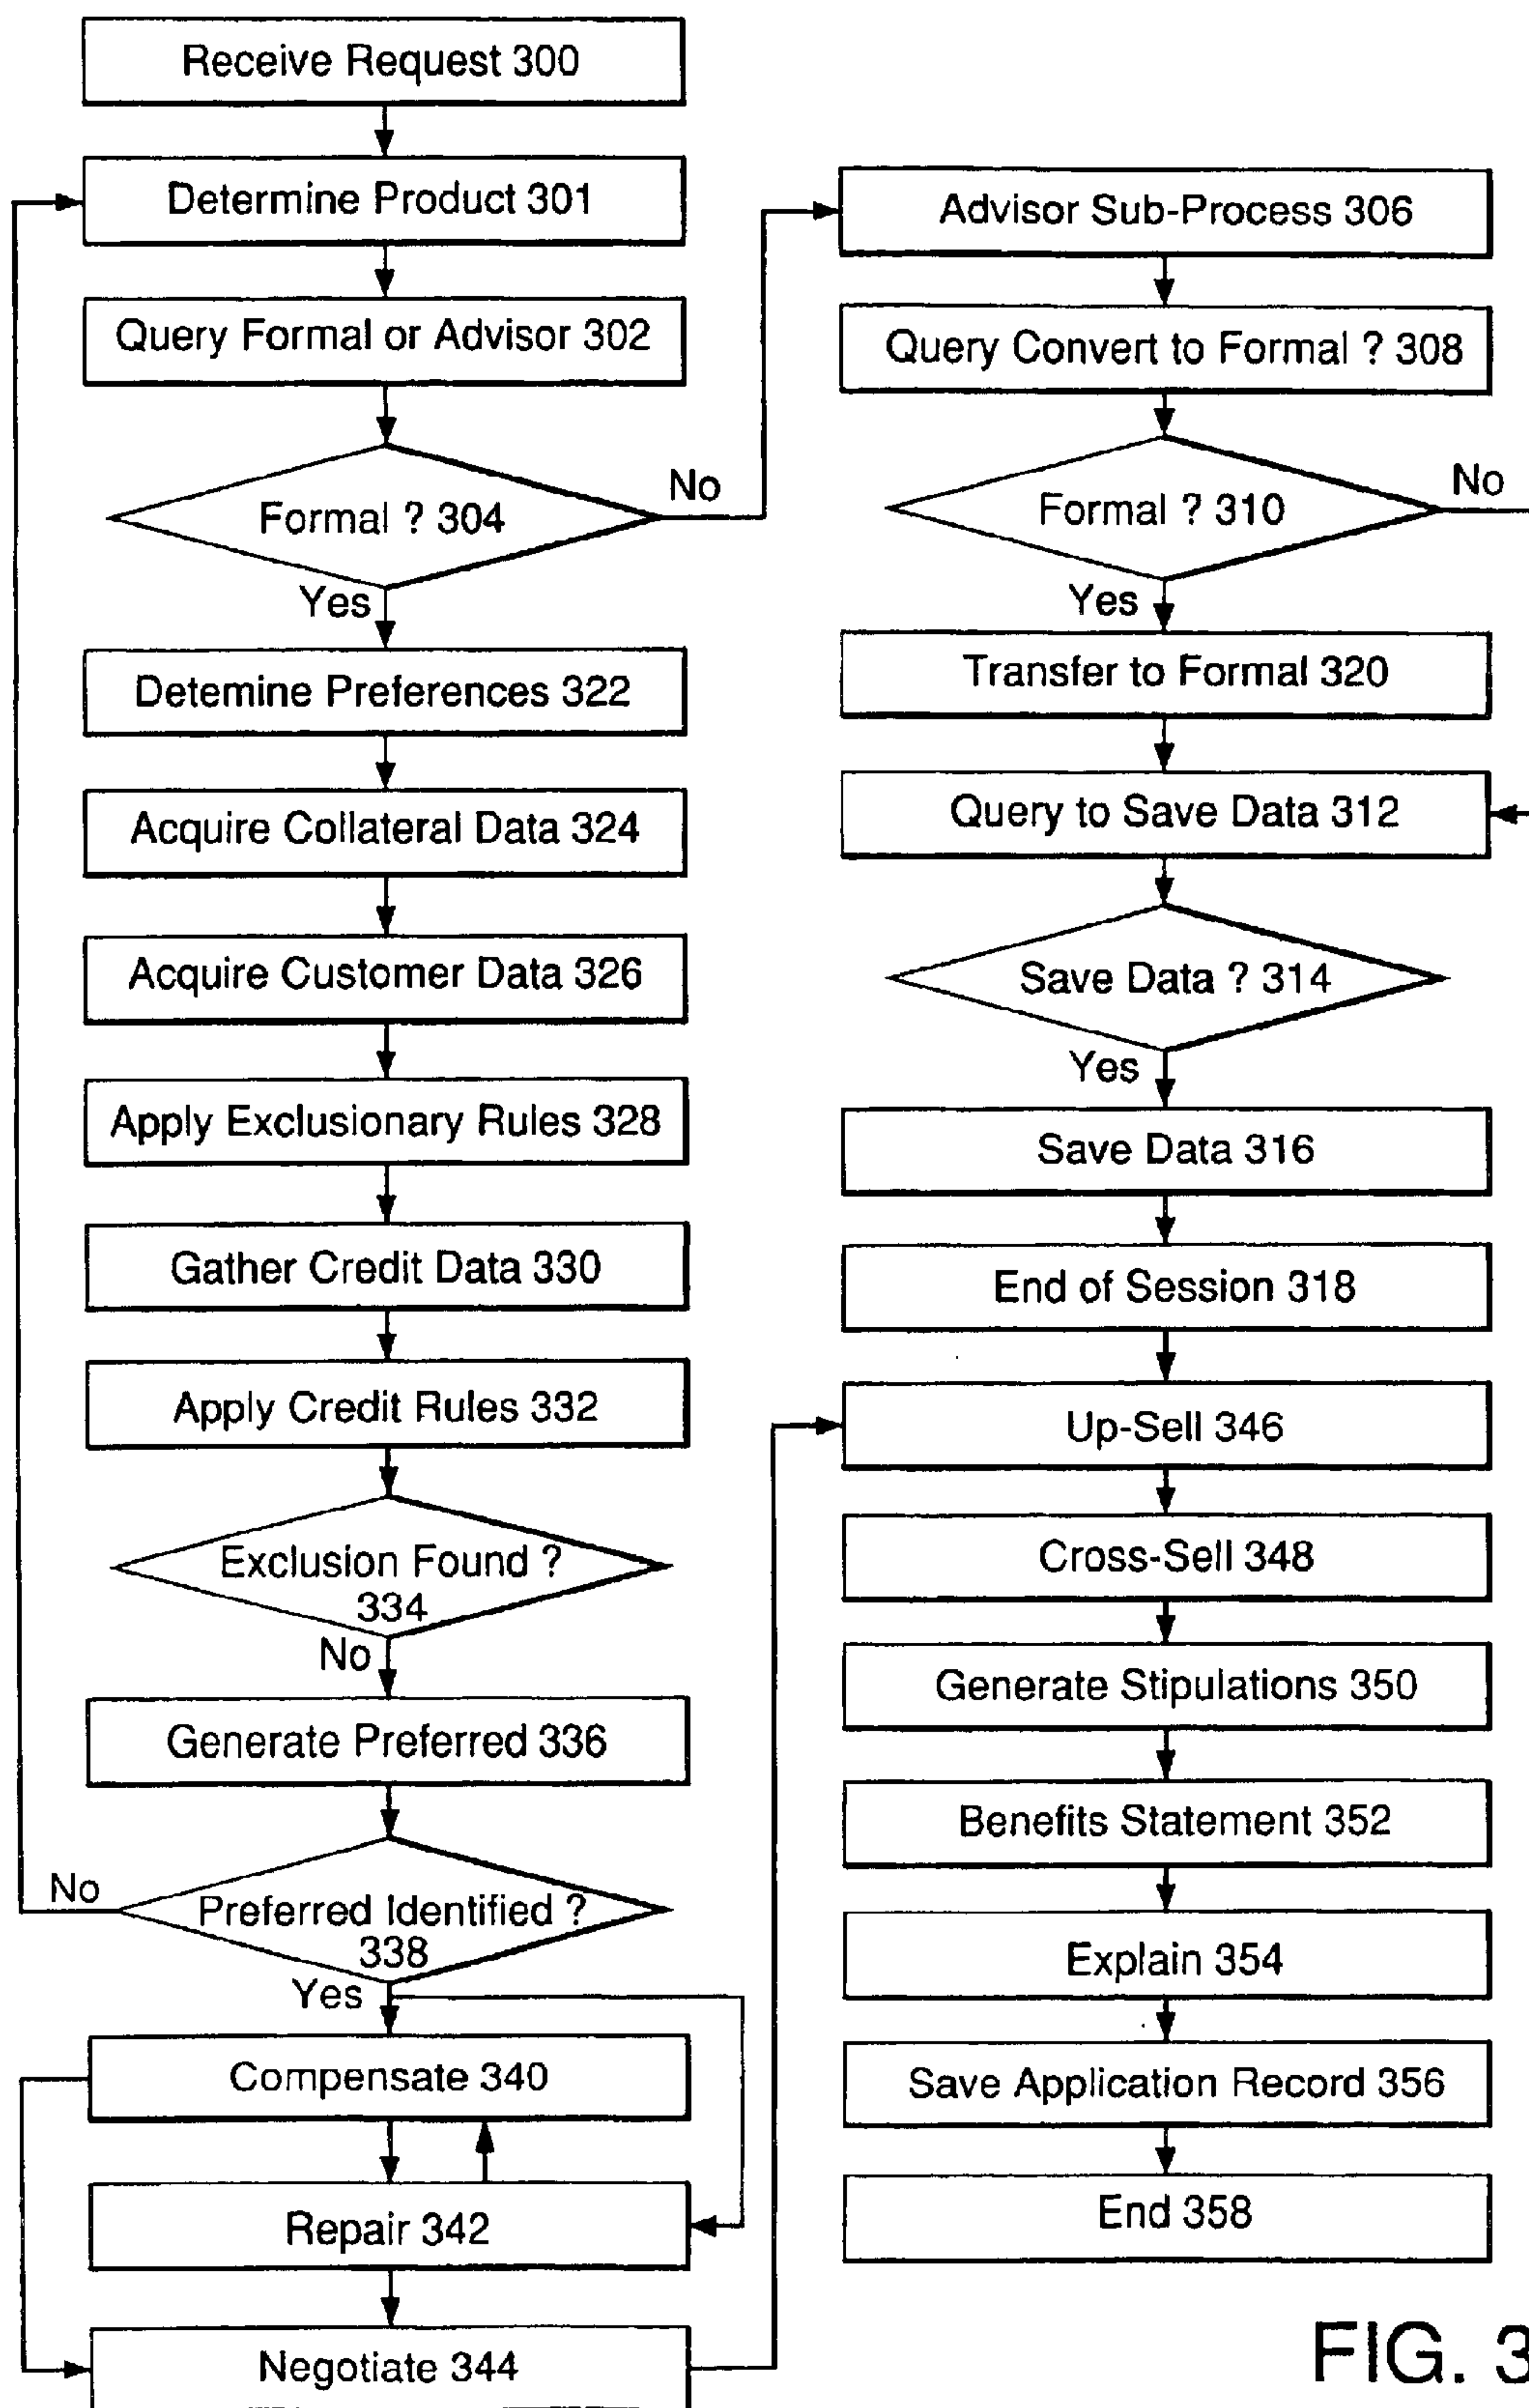 Receive Request 300
Determine Product 301
Query Formal or Advisor 302
Formal ? 304
No
Yes
Detemine Preferences 322
Acquire Collateral Data 324
Acquire Customer Data 326
Apply Exclusionary Rules 328
Gather Credit Data 330
Apply Credit Rules 332
Exclusion Found ?
334
No
Generate Preferred 336
No
Preferred Identified ?
338
Yes
Compensate 340
Repair 342
Negotiate 344
Advisor Sub-Process 306
Query Convert to Formal ? 308
Formal ? 310
No
Yes
Transfer to Formal 320
Query to Save Data 312
Save Data ? 314
Yes
Save Data 316
End of Session 318
Up-Sell 346
Cross-Sell 348
Generate Stipulations 350
Benefits Statement 352
Explain 354
Save Application Record 356
End 358
FIG. 3